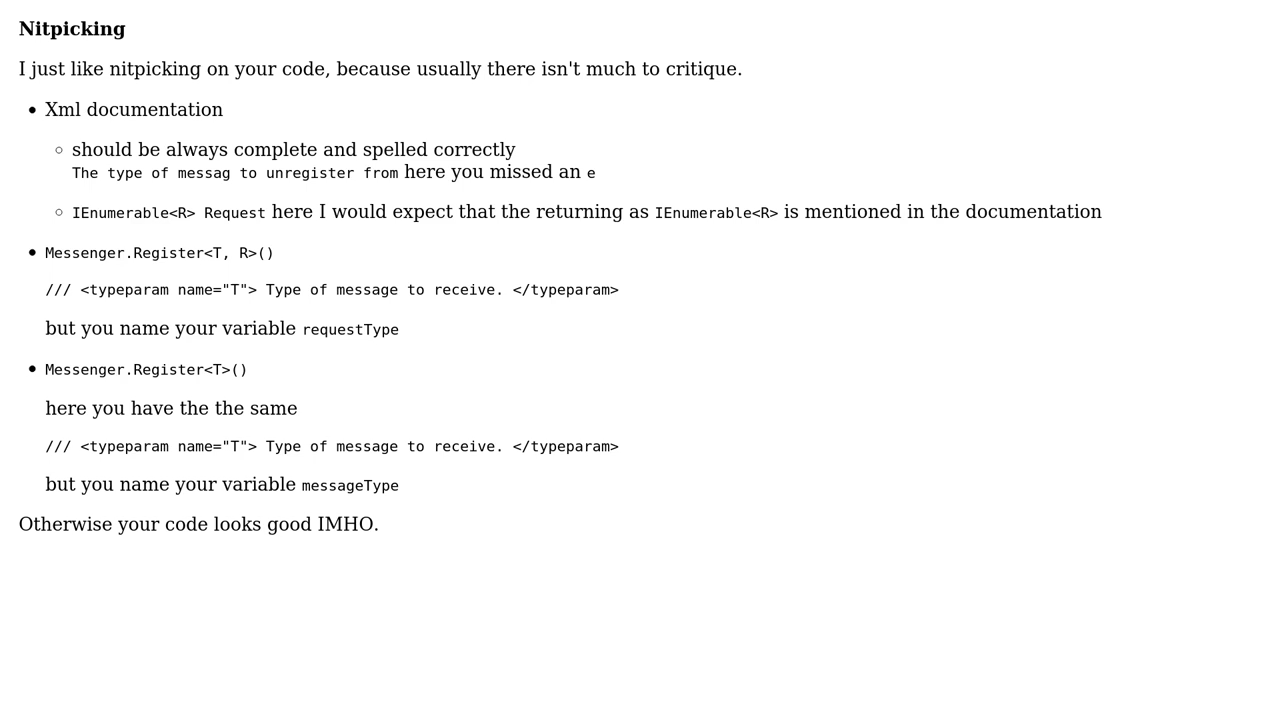 Nitpicking
I just like nitpicking on your code, because usually there isn't much to critique.
Xml documentation
should be always complete and spelled correctly
The type of messag to unregister from here you missed an e
IEnumerable<R> Request here I would expect that the returning as IEnumerable<R> is mentioned in the documentation
Messenger.Register<T, R>()
/// <typeparam name="T"> Type of message to receive. </typeparam>
but you name your variable requestType
Messenger.Register<T>()
here you have the the same
/// <typeparam name="T"> Type of message to receive. </typeparam>
but you name your variable messageType
Otherwise your code looks good IMHO.